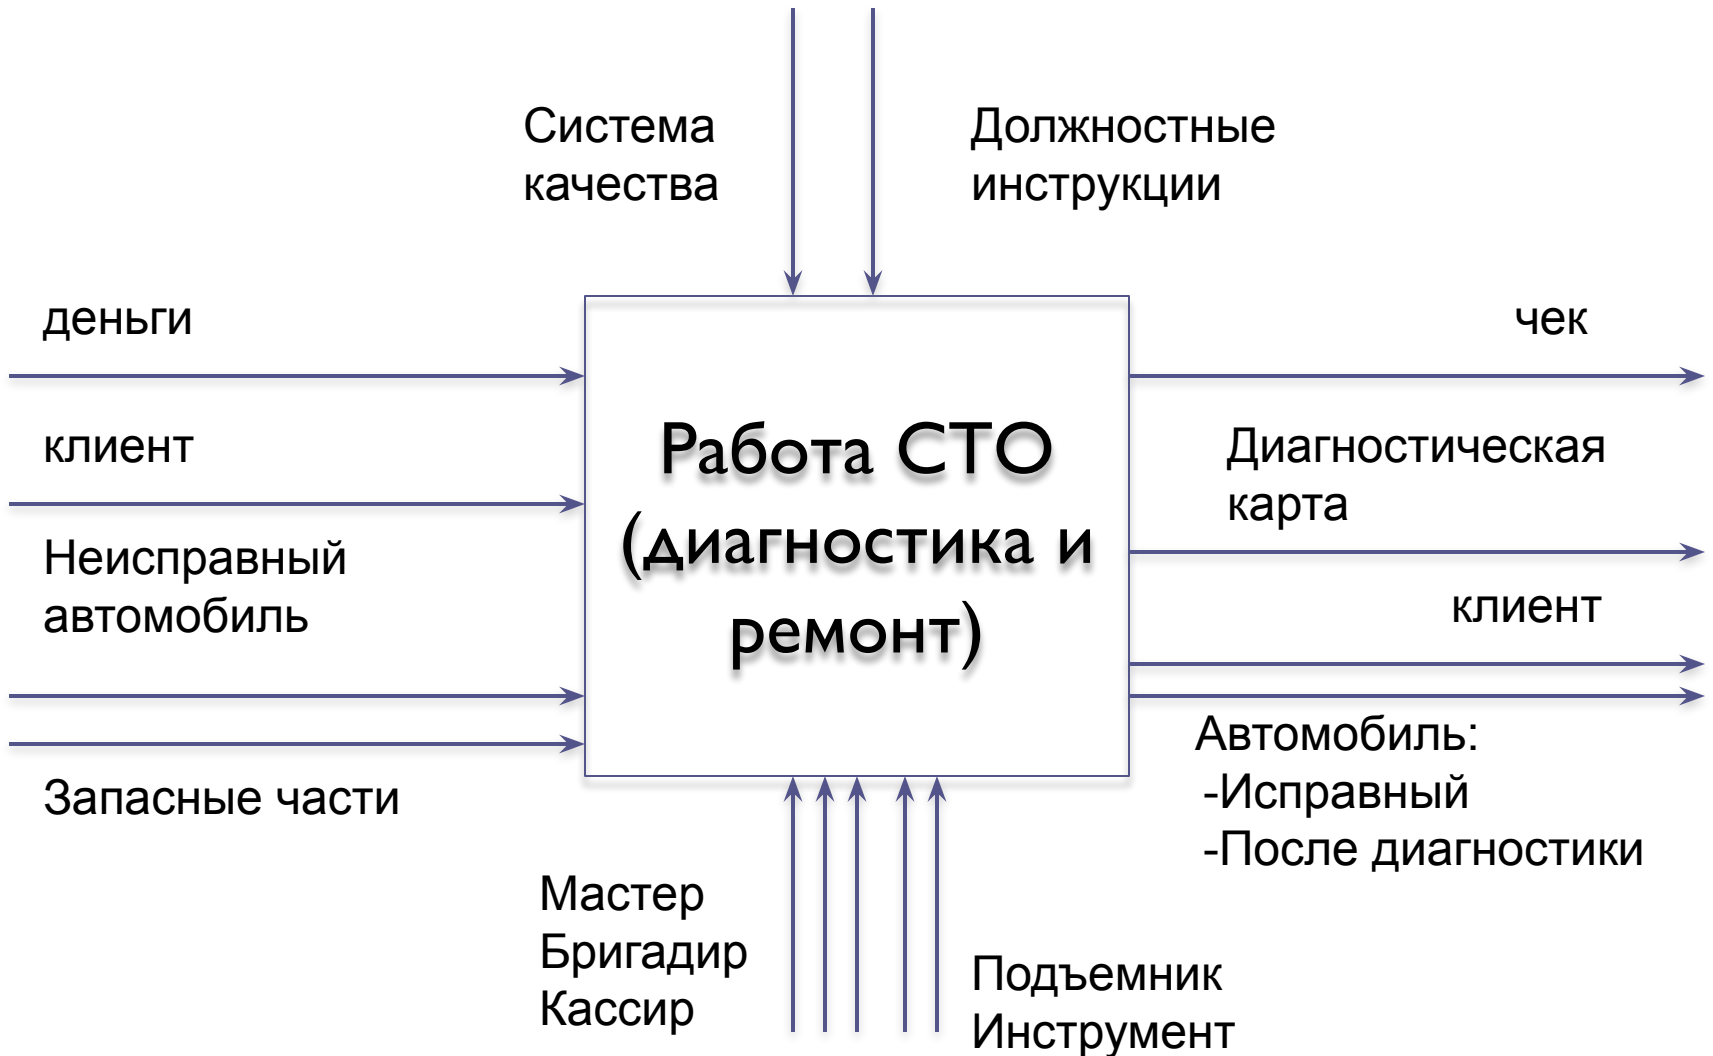 Система
качества
Должностные
инструкции
деньги
клиент
Неисправный
автомобиль
Запасные части
Работа СТО
(диагностика и
ремонт)
чек
Диагностическая
карта
клиент
Автомобиль:
-Исправный
-После диагностики
Мастер
Бригадир
Кассир
Подъемник
Инструмент